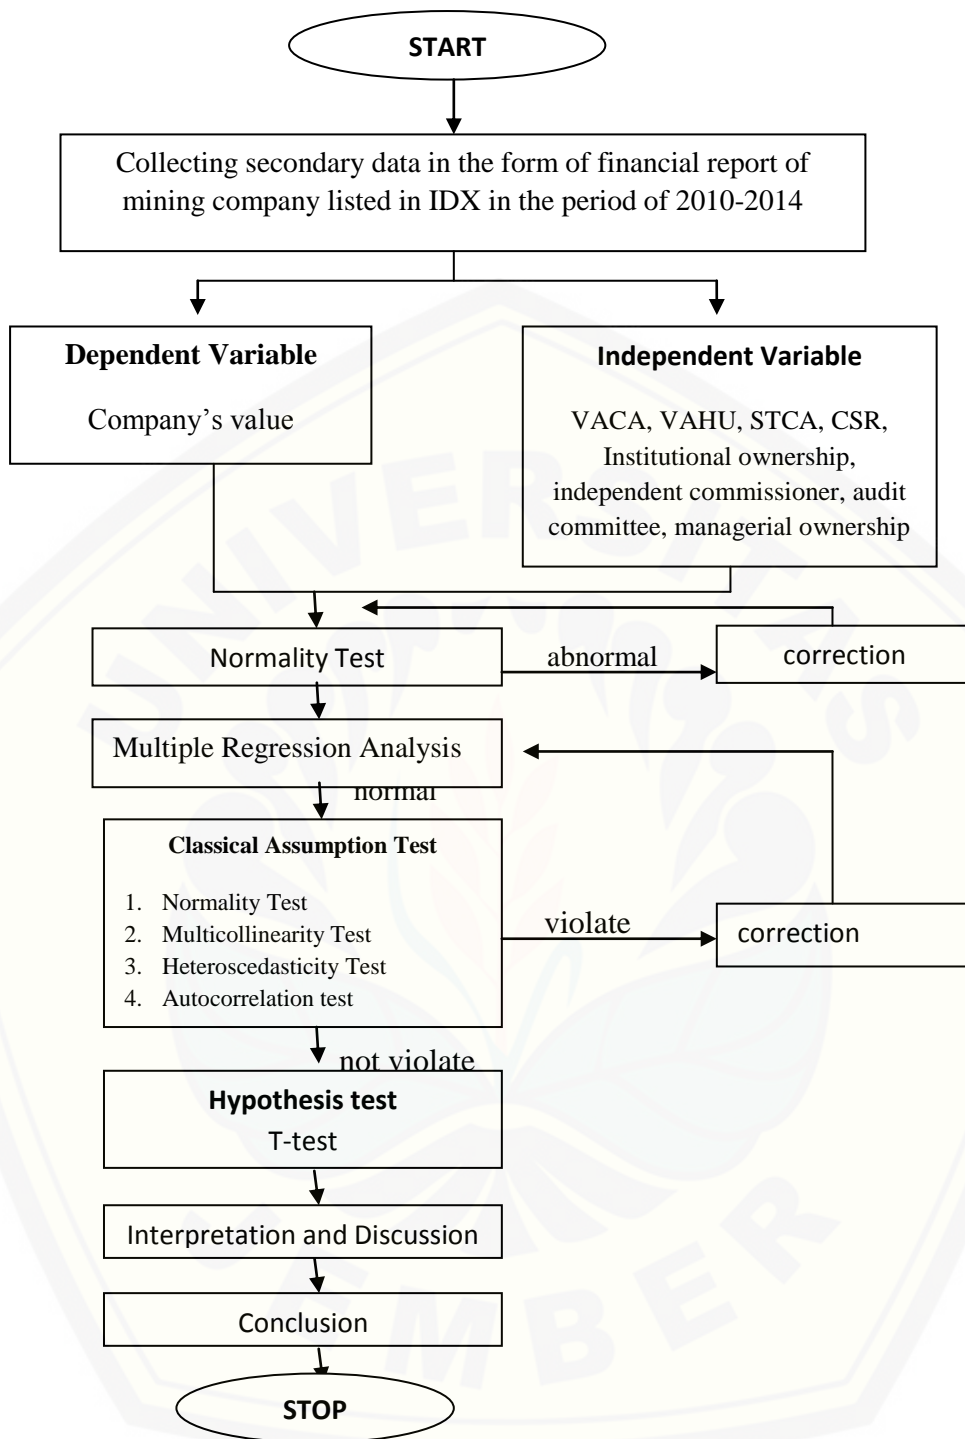 START
Collecting secondary data in the form of financial report of
mining company listed in IDX in the period of 2010-2014
Dependent Variable
Company’s value
Independent Variable
VACA, VAHU, STCA, CSR,
Institutional ownership,
independent commissioner, audit
committee, managerial ownership
Normality Test
abnormal
correction
Multiple Regression Analysis
normal
Classical Assumption Test
1. Normality Test
2. Multicollinearity Test
3. Heteroscedasticity Test
4. Autocorrelation test
violate
correction
not violate
Hypothesis test
T-test
Interpretation and Discussion
Conclusion
STOP
UNIVERSITAS
JEMBER